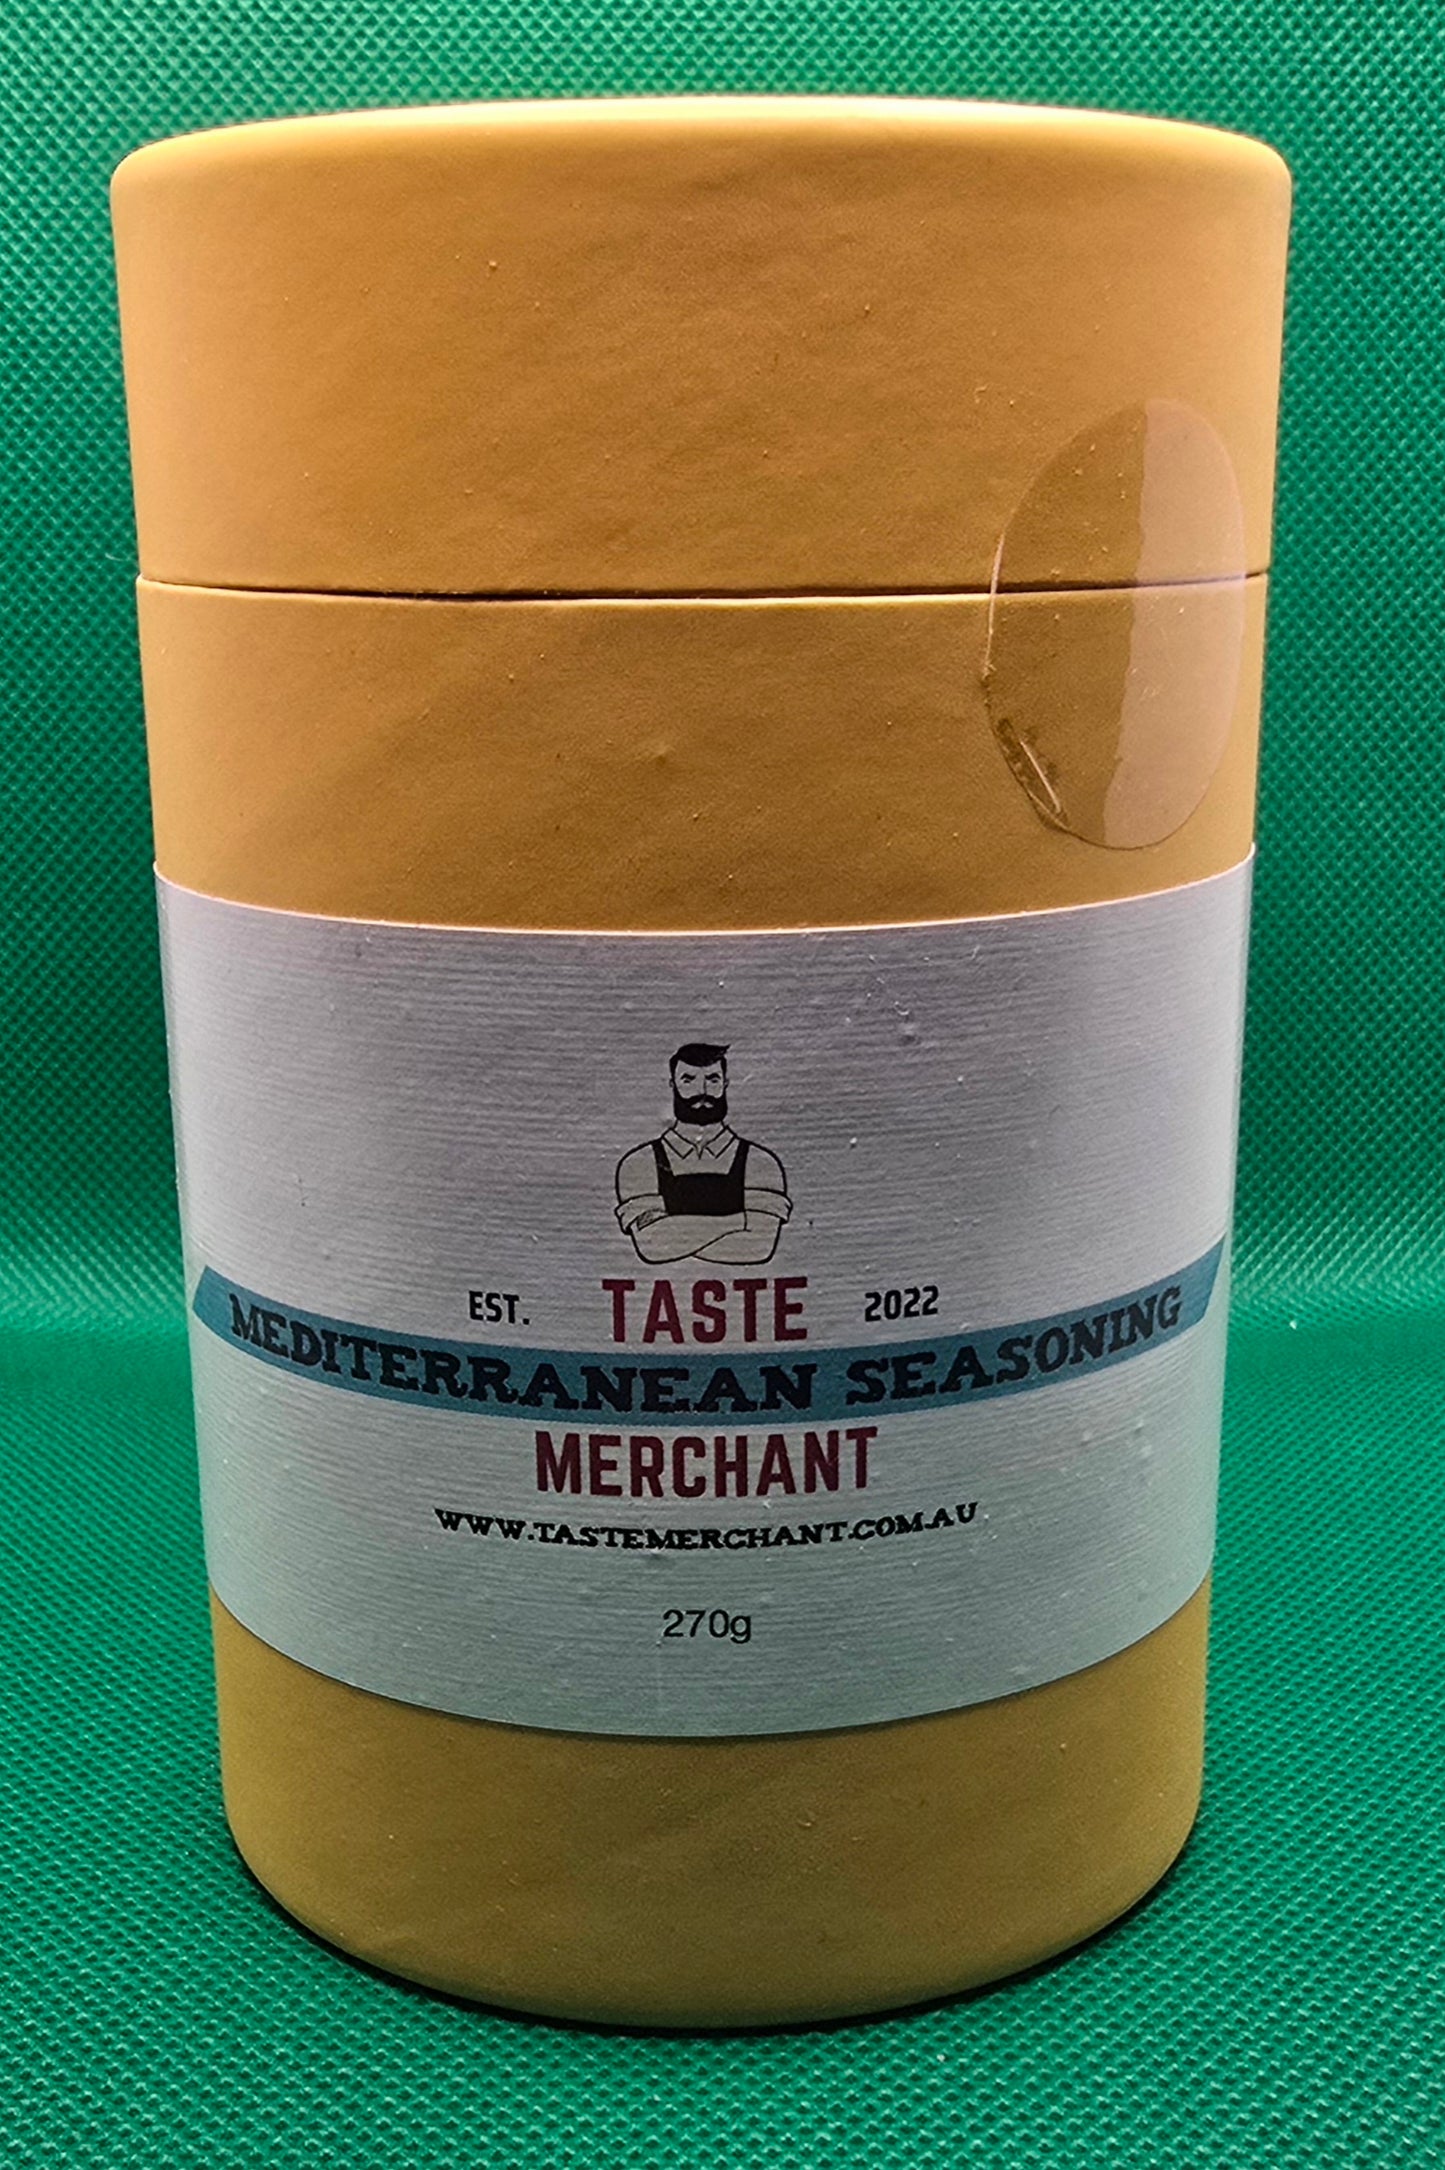 EST. TASTE 2022
MEDITERRANEAN SEASONING
MERCHANT
WWW.TASTEMERCHANT.COM.AU
270g